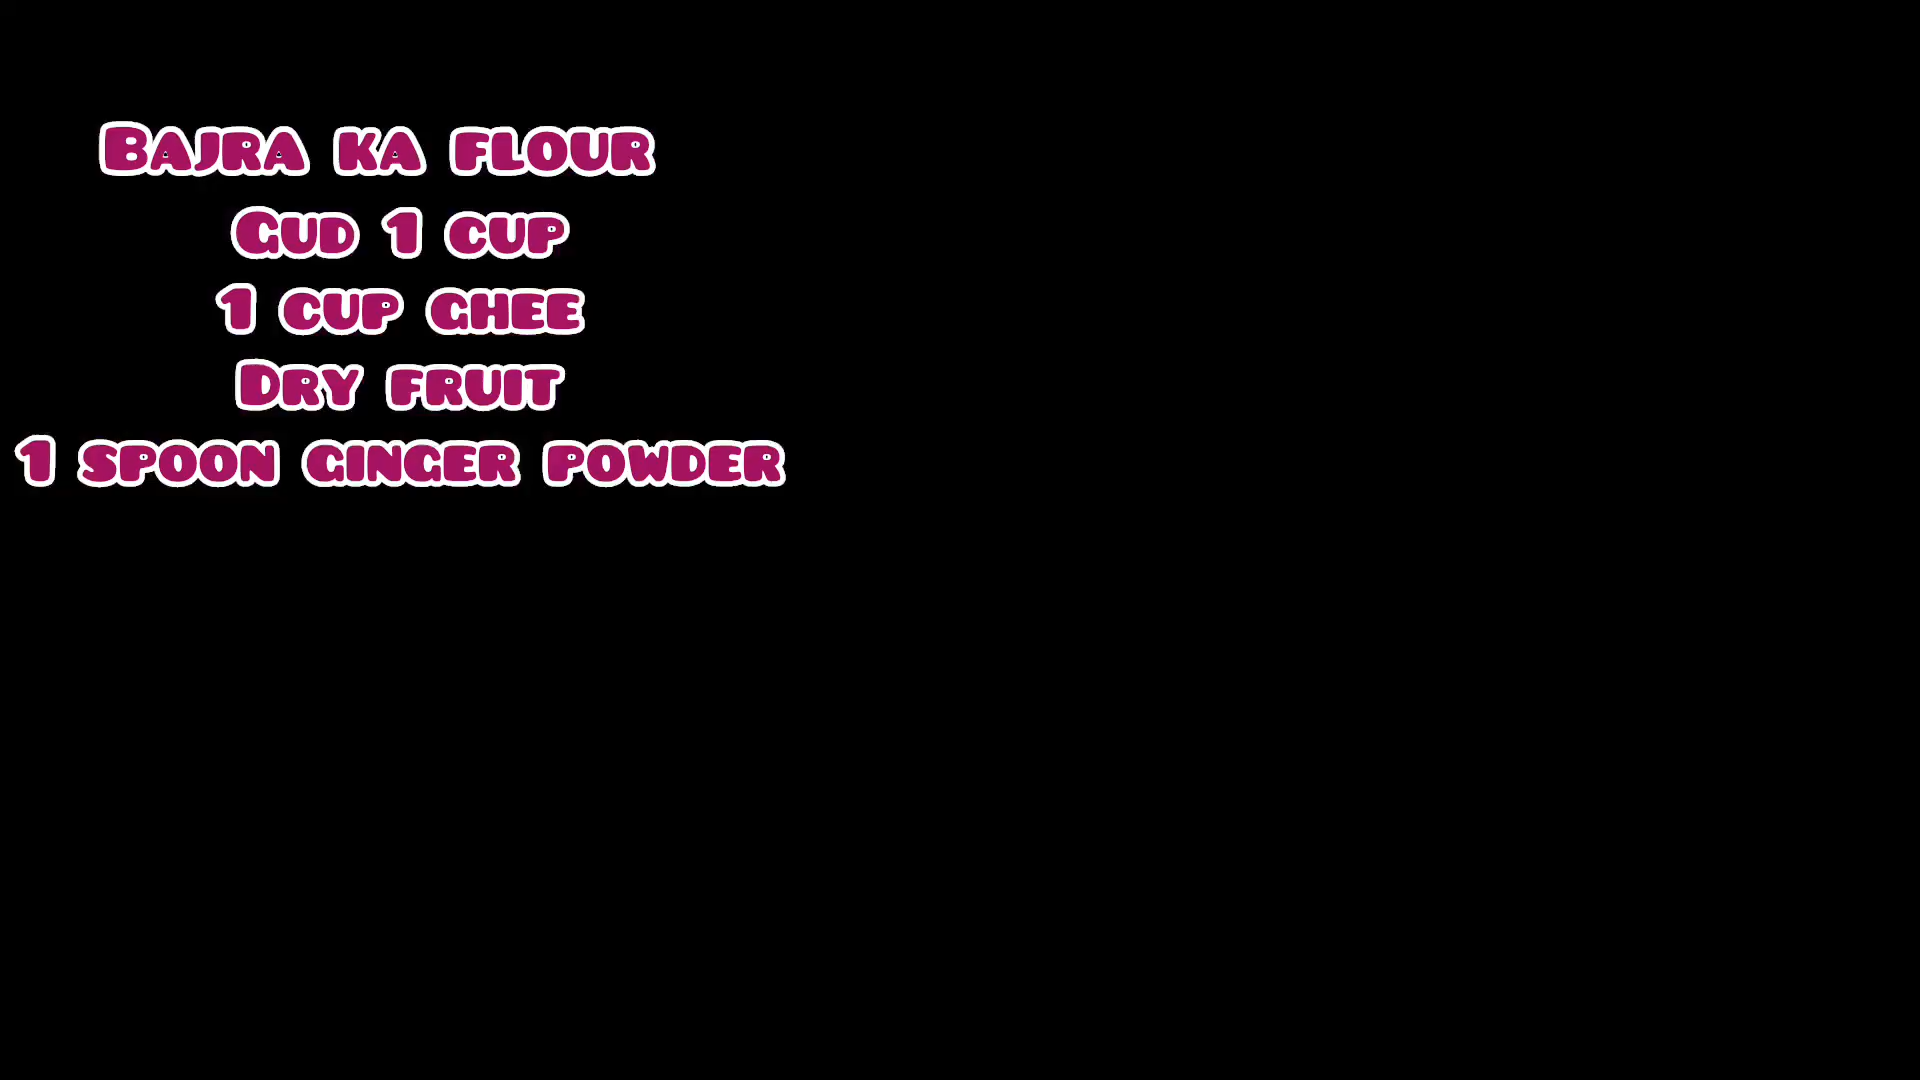 Bajra ka flour
Gud 1 cup
1 cup ghee
Dry fruit
1 spoon ginger powder